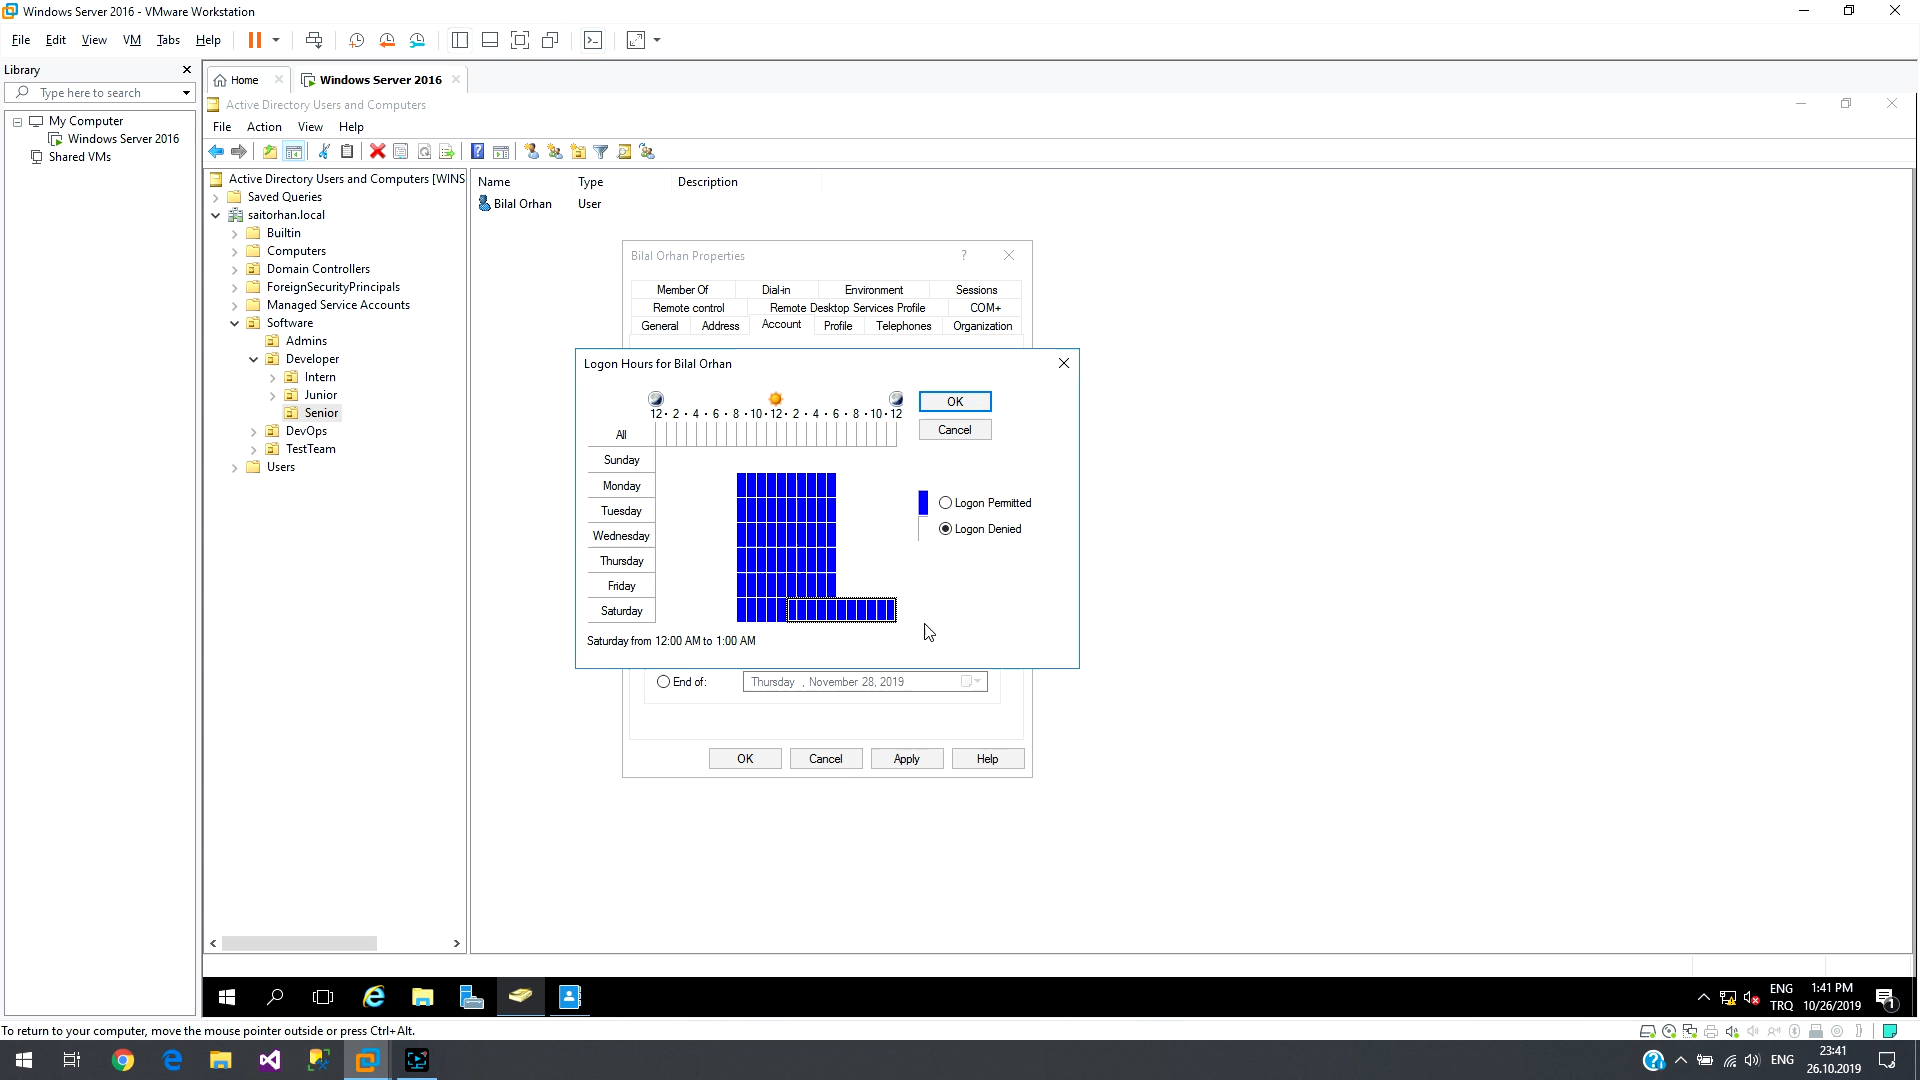 Windows Server 2016 - VMware Workstation
File Edit View VM Tabs Help
Library
Type here to search
My Computer
Windows Server 2016
Shared VMs
Home Windows Server 2016
Active Directory Users and Computers
File Action View Help
Active Directory Users and Computers [WINS
Saved Queries
saitorhan.local
Builtin
Computers
Domain Controllers
ForeignSecurityPrincipals
Managed Service Accounts
Software
Admins
Developer
Intern
Junior
Senior
DevOps
TestTeam
Users
Name Type Description
Bilal Orhan User
Bilal Orhan Properties ?
Member Of Dial-in Environment Sessions
Remote control Remote Desktop Services Profile COM+
General Address Account Profile Telephones Organization
Logon Hours for Bilal Orhan
12 · 2 · 4 · 6 · 8 · 10 · 12 · 2 · 4 · 6 · 8 · 10 · 12
All
Sunday
Monday
Tuesday
Wednesday
Thursday
Friday
Saturday
OK
Cancel
Logon Permitted
Logon Denied
Saturday from 12:00 AM to 1:00 AM
End of: Thursday , November 28, 2019
OK Cancel Apply Help
ENG 1:41 PM
TRQ 10/26/2019 1
To return to your computer, move the mouse pointer outside or press Ctrl+Alt.
ENG 23:41
26.10.2019